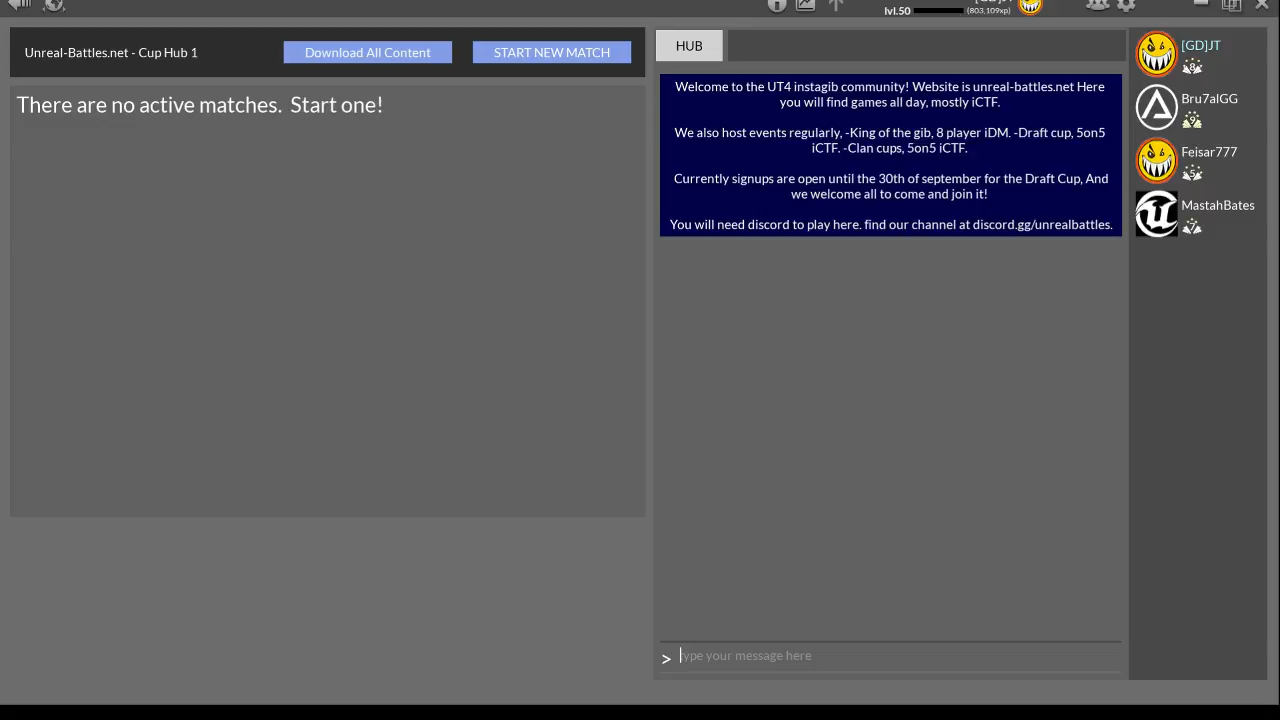 lvl.50
(803,109xp)
Unreal-Battles.net - Cup Hub 1
Download All Content
START NEW MATCH
There are no active matches.  Start one!
HUB
Welcome to the UT4 instagib community! Website is unreal-battles.net Here
you will find games all day, mostly iCTF.
We also host events regularly, -King of the gib, 8 player iDM. -Draft cup, 5on5
iCTF. -Clan cups, 5on5 iCTF.
Currently signups are open until the 30th of september for the Draft Cup, And
we welcome all to come and join it!
You will need discord to play here. find our channel at discord.gg/unrealbattles.
> type your message here
[GD]JT
8
Bru7alGG
9
Feisar777
5
MastahBates
7